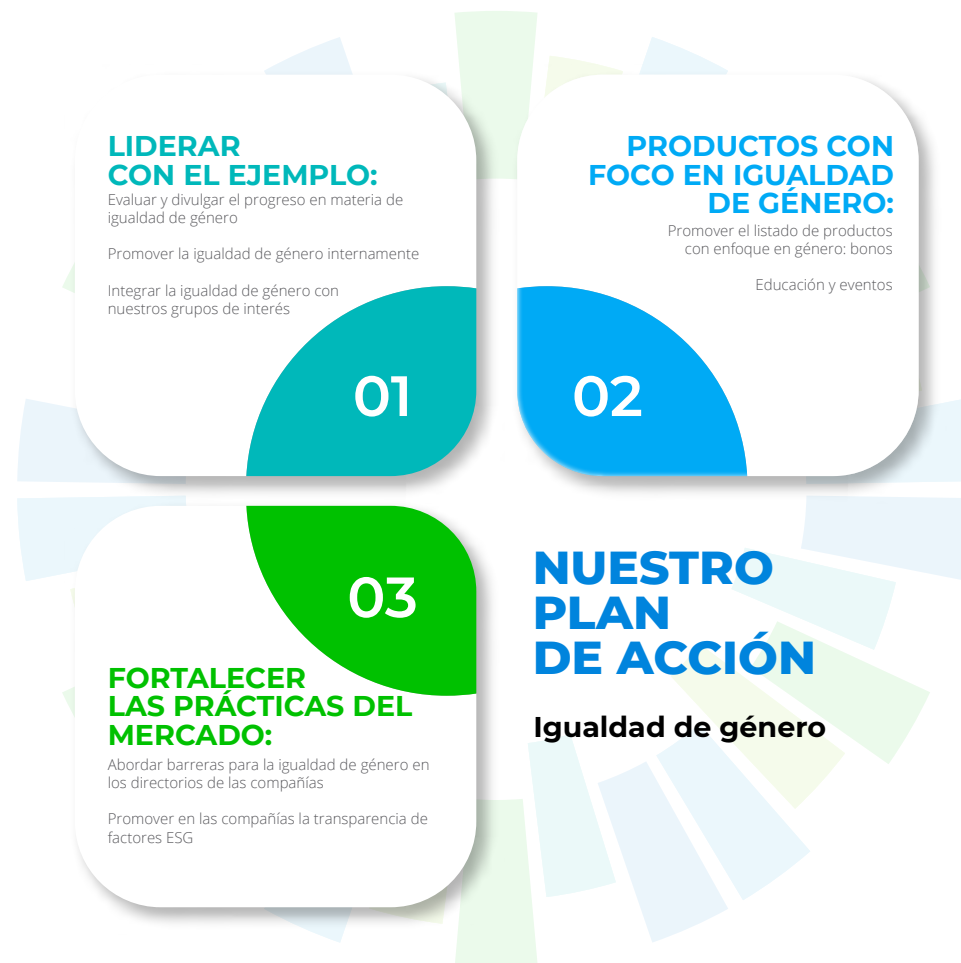 LIDERAR
CON EL EJEMPLO:
Evaluar y divulgar el progreso en materia de
igualdad de género
Promover la igualdad de género internamente
Integrar la igualdad de género con
nuestros grupos de interés
01
PRODUCTOS CON
FOCO EN IGUALDAD
DE GÉNERO:
Promover el listado de productos
con enfoque en género: bonos
Educación y eventos
02
03
FORTALECER
LAS PRÁCTICAS DEL
MERCADO:
Abordar barreras para la igualdad de género en
los directorios de las compañías
Promover en las compañías la transparencia de
factores ESG
NUESTRO
PLAN
DE ACCIÓN
Igualdad de género